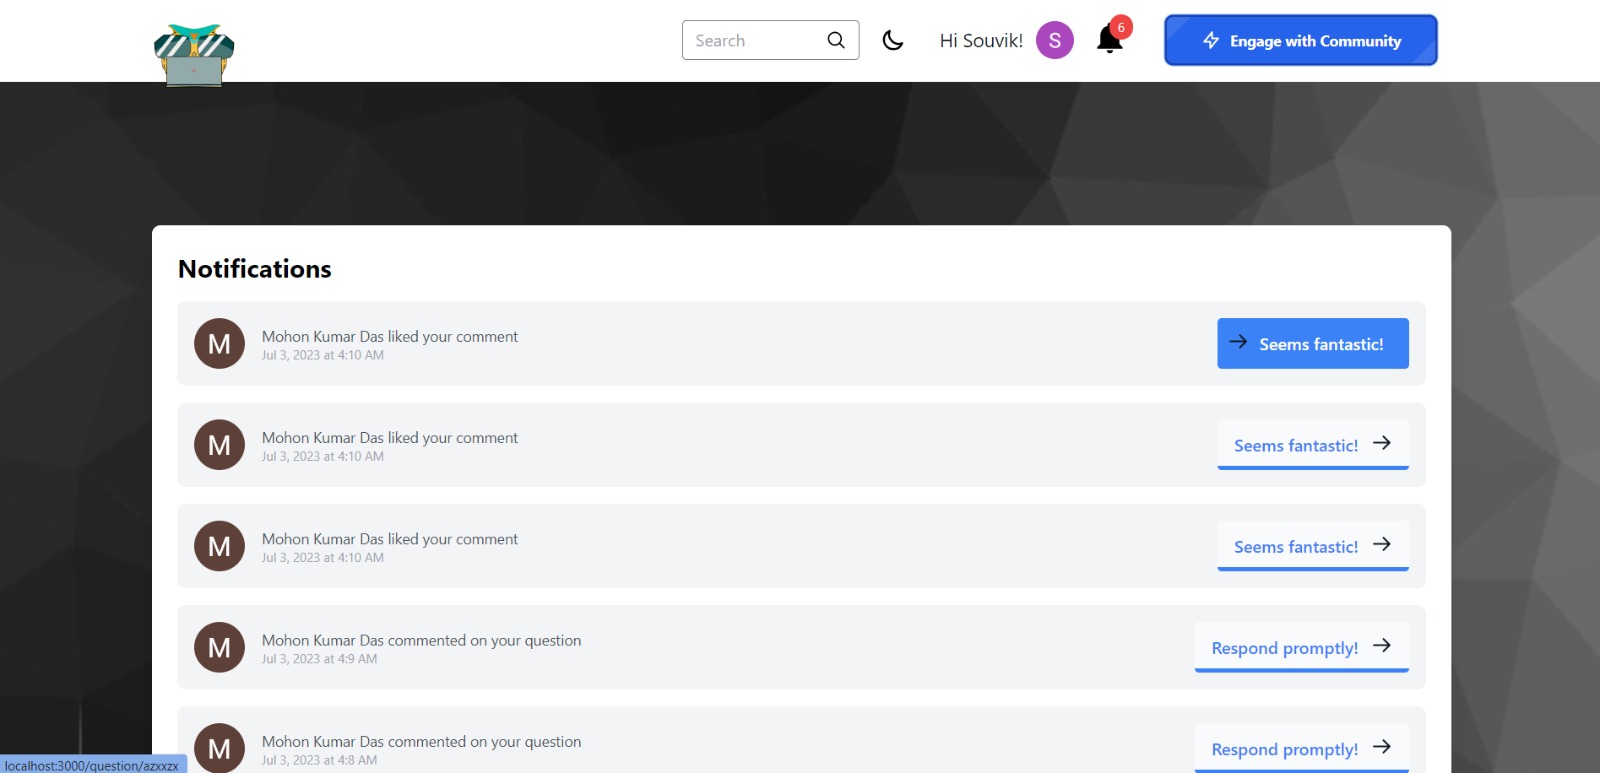 Search
Hi Souvik!
S
6
Engage with Community
Notifications
M
Mohon Kumar Das liked your comment
Jul 3, 2023 at 4:10 AM
Seems fantastic!
M
Mohon Kumar Das liked your comment
Jul 3, 2023 at 4:10 AM
Seems fantastic!
M
Mohon Kumar Das liked your comment
Jul 3, 2023 at 4:10 AM
Seems fantastic!
M
Mohon Kumar Das commented on your question
Jul 3, 2023 at 4:9 AM
Respond promptly!
M
Mohon Kumar Das commented on your question
Jul 3, 2023 at 4:8 AM
Respond promptly!
localhost:3000/question/azxxzx